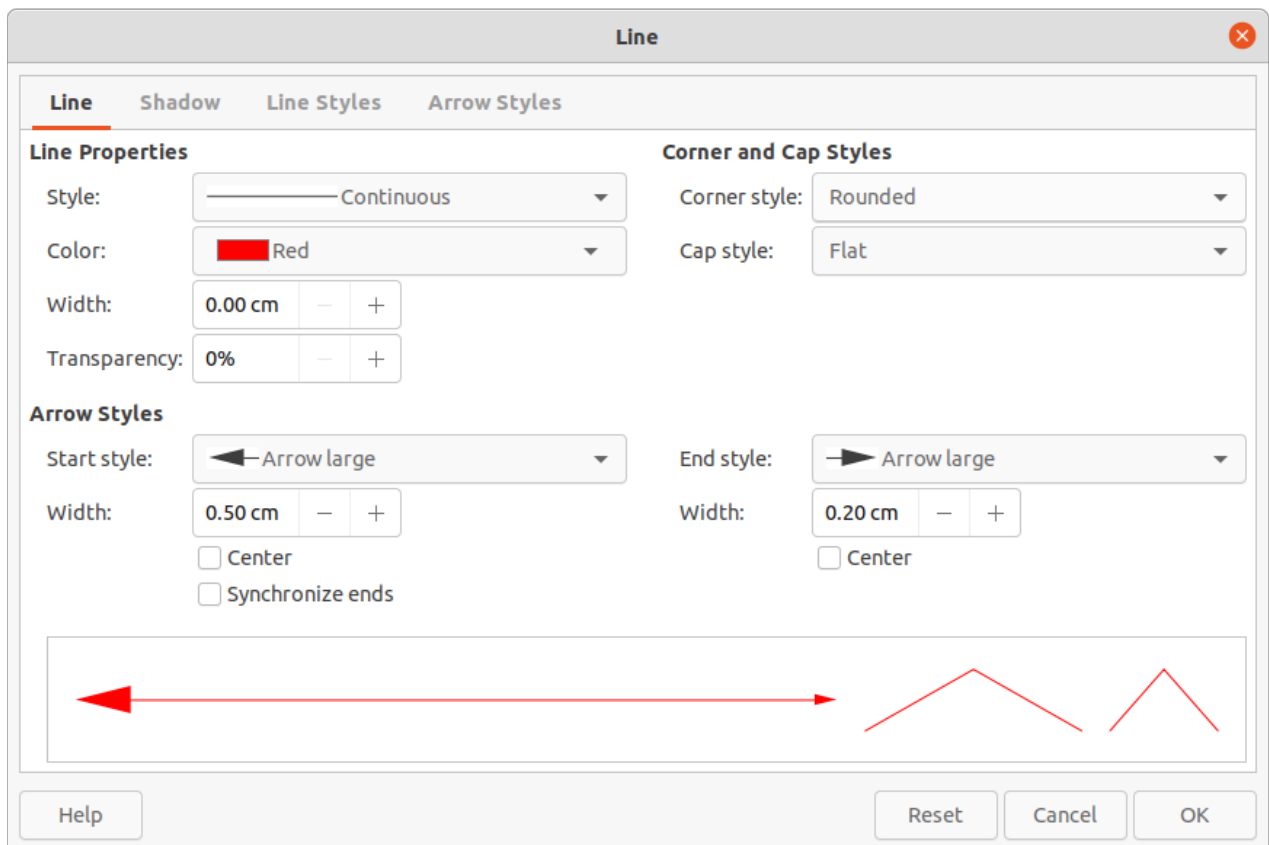 Line
Line Shadow Line Styles Arrow Styles
Line Properties
Style: Continuous
Color: Red
Width: 0.00 cm − +
Transparency: 0% − +
Corner and Cap Styles
Corner style: Rounded
Cap style: Flat
Arrow Styles
Start style: Arrow large
Width: 0.50 cm − +
Center
Synchronize ends
End style: Arrow large
Width: 0.20 cm − +
Center
Help Reset Cancel OK